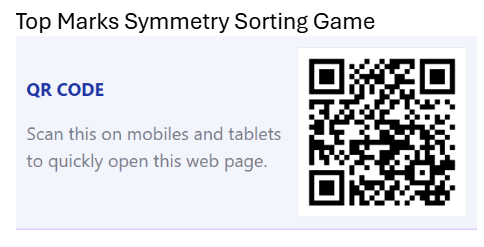 Top Marks Symmetry Sorting Game
QR CODE
Scan this on mobiles and tablets
to quickly open this web page.